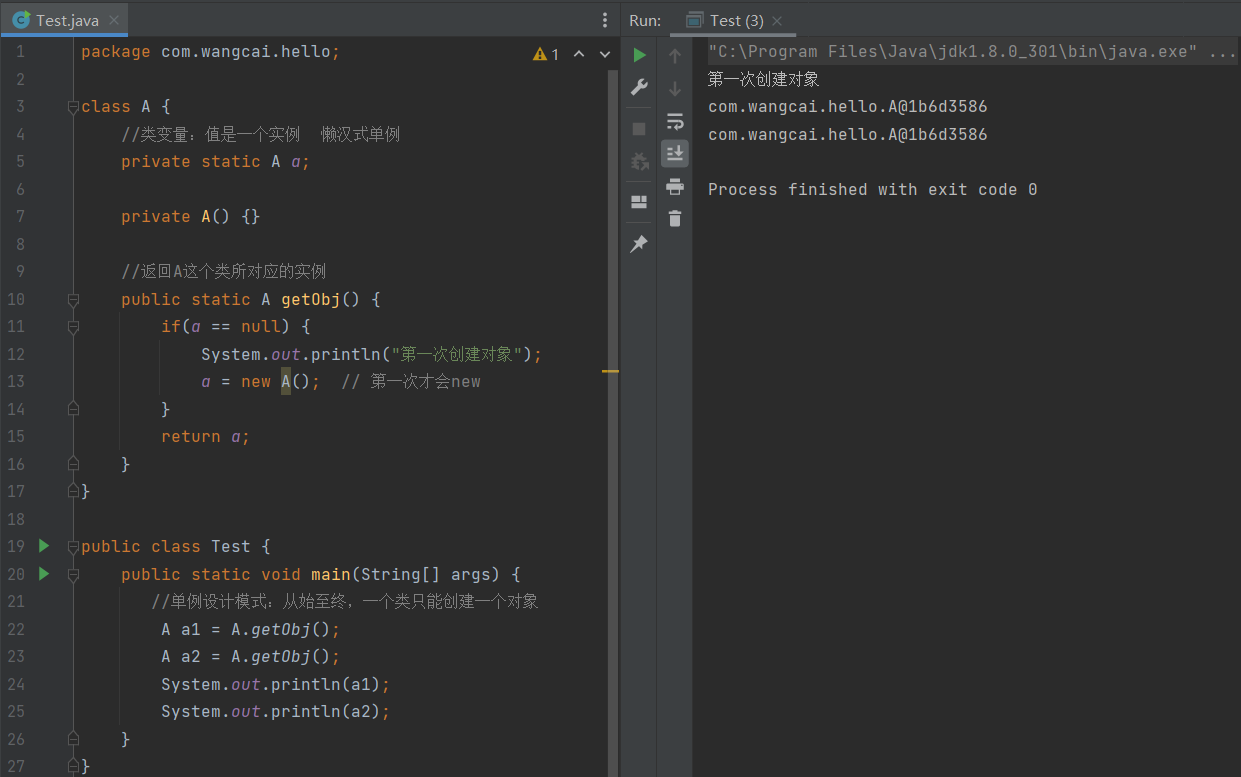 Test.java
1 package com.wangcai.hello;
1
2
3 class A {
4 //类变量：值是一个实例 懒汉式单例
5 private static A a;
6
7 private A() {}
8
9 //返回A这个类所对应的实例
10 public static A getObj() {
11 if(a == null) {
12 System.out.println("第一次创建对象");
13 a = new A(); // 第一次才会new
14 }
15 return a;
16 }
17 }
18
19 public class Test {
20 public static void main(String[] args) {
21 //单例设计模式：从始至终，一个类只能创建一个对象
22 A a1 = A.getObj();
23 A a2 = A.getObj();
24 System.out.println(a1);
25 System.out.println(a2);
26 }
27 }
Run: Test (3)
"C:\Program Files\Java\jdk1.8.0_301\bin\java.exe" ...
第一次创建对象
com.wangcai.hello.A@1b6d3586
com.wangcai.hello.A@1b6d3586
Process finished with exit code 0